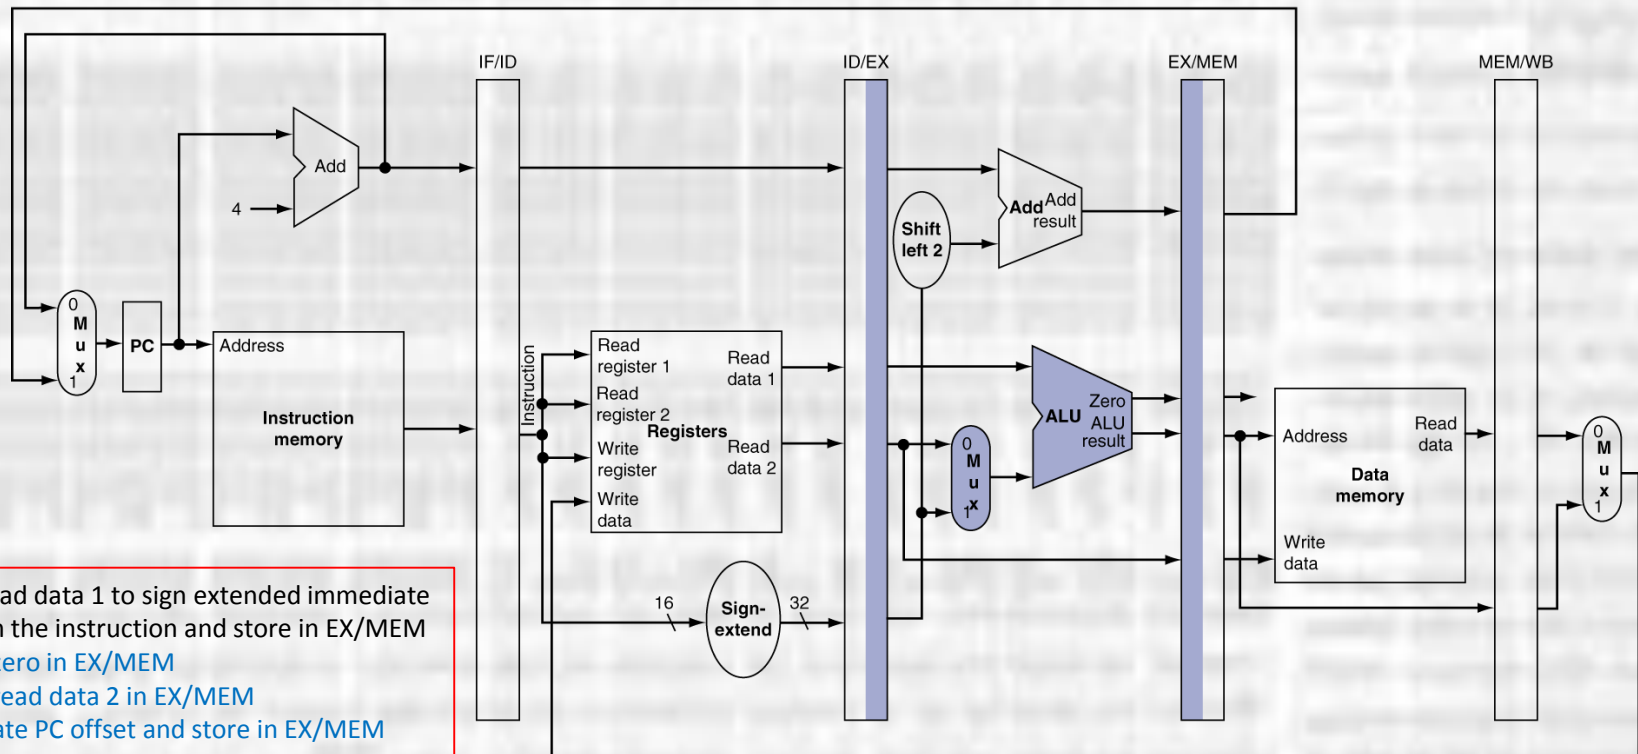 IF/ID
ID/EX
EX/MEM
MEM/WB
Add
4
Shift
left 2
Add
Add
result
0
M
u
x
1
PC
Address
Instruction
memory
Instruction
Read
register 1
Read
register 2
Write
register
Write
data
Registers
Read
data 1
Read
data 2
0
M
u
x
1
ALU
Zero
ALU
result
Address
Read
data
Data
memory
Write
data
0
M
u
x
1
16
Sign-
extend
32
ead data 1 to sign extended immediate
the instruction and store in EX/MEM
zero in EX/MEM
read data 2 in EX/MEM
ate PC offset and store in EX/MEM